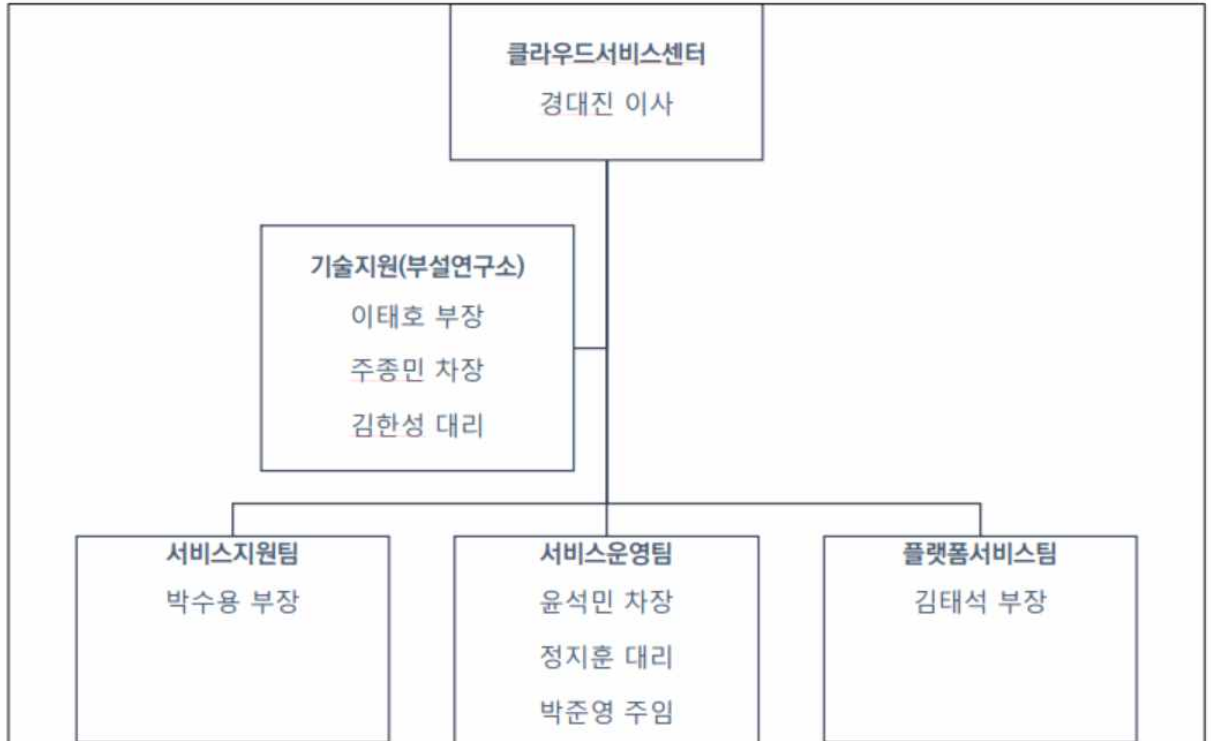 클라우드서비스센터
경대진 이사
기술지원(부설연구소)
이태호 부장
주종민 차장
김한성 대리
서비스지원팀
박수용 부장
서비스운영팀
윤석민 차장
정지훈 대리
박준영 주임
플랫폼서비스팀
김태석 부장